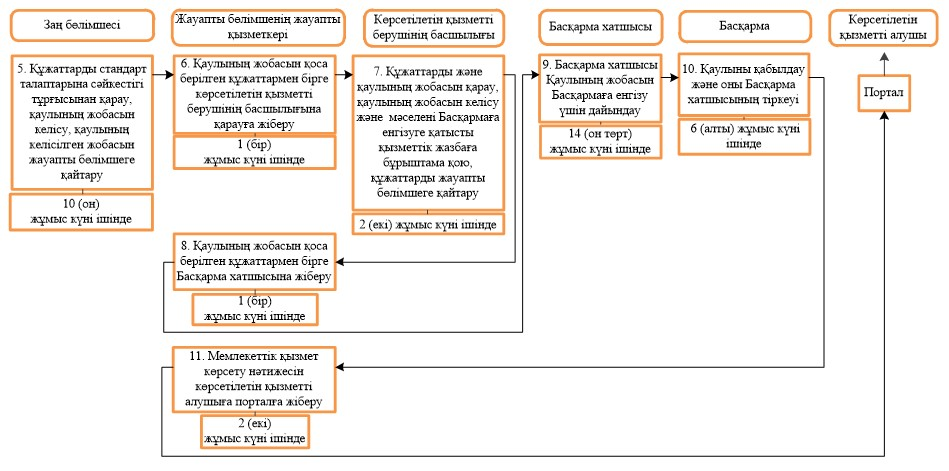 Заң бөлімшесі
Жауапты бөлімшенің жауапты
қызметкері
Көрсетілетін қызметті
берушінің басшылығы
Басқарма хатшысы
Басқарма
Көрсетілетін
қызметті алушы
5. Құжаттарды стандарт
талаптарына сәйкестігі
тұрғысынан қарау,
қаулының жобасын
келісу, қаулының
келісілген жобасын
жауапты бөлімшеге
қайтару
10 (он)
жұмыс күні ішінде
6. Қаулының жобасын қоса
берілген құжаттармен бірге
көрсетілетін қызметті
берушінің басшылығына
қарауға жіберу
1 (бір)
жұмыс күні ішінде
7. Құжаттарды және
қаулының жобасын қарау,
қаулының жобасын келісу
және мәселені Басқармаға
енгізуге қатысты
қызметтік жазбаға
бұрыштама қою,
құжаттарды жауапты
бөлімшеге қайтару
2 (екі) жұмыс күні ішінде
8. Қаулының жобасын қоса
берілген құжаттармен бірге
Басқарма хатшысына жіберу
1 (бір)
жұмыс күні ішінде
9. Басқарма хатшысы
Қаулының жобасын
Басқармаға енгізу
үшін дайындау
14 (он төрт)
жұмыс күні ішінде
10. Қаулыны қабылдау
және оны Басқарма
хатшысының тіркеуі
6 (алты) жұмыс күні
ішінде
Портал
11. Мемлекеттік қызмет
көрсету нәтижесін
көрсетілетін қызметті
алушыға порталға жіберу
2 (екі)
жұмыс күні ішінде